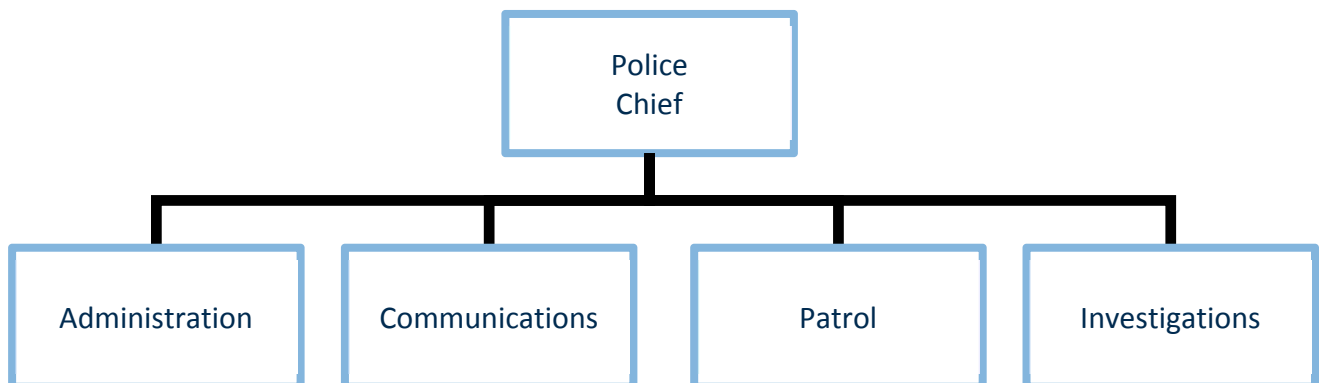 Police
Chief
Administration
Communications
Patrol
Investigations